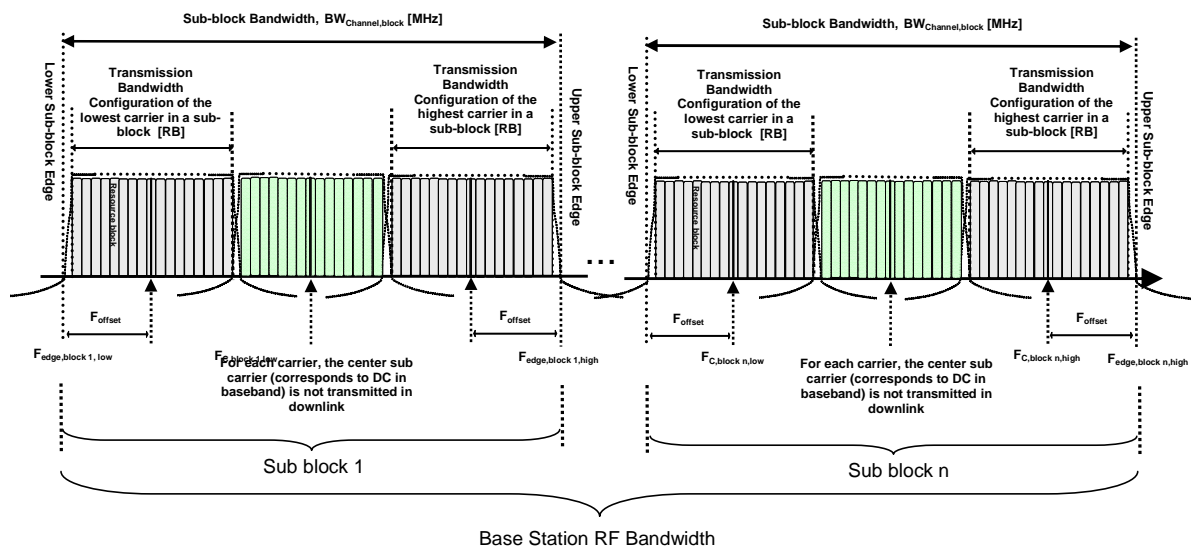 Sub-block Bandwidth, BWChannel,block [MHz]
Lower Sub-block Edge
Transmission
Bandwidth
Configuration of the
lowest carrier in a sub-
block [RB]
Transmission
Bandwidth
Configuration of the
highest carrier in a
sub-block [RB]
Upper Sub-block Edge
Resource block
Foffset
Foffset
Fedge,block 1, low
FC,block 1,low
Fedge,block 1,high
For each carrier, the center sub
carrier (corresponds to DC in
baseband) is not transmitted in
downlink
Sub block 1
...
Sub-block Bandwidth, BWChannel,block [MHz]
Lower Sub-block Edge
Transmission
Bandwidth
Configuration of the
lowest carrier in a
sub-block [RB]
Transmission
Bandwidth
Configuration of the
highest carrier in a
sub-block [RB]
Upper Sub-block Edge
Resource block
Foffset
Foffset
FC,block n,low
FC,block n,high
Fedge,block n,high
For each carrier, the center sub
carrier (corresponds to DC in
baseband) is not transmitted in
downlink
Sub block n
Base Station RF Bandwidth